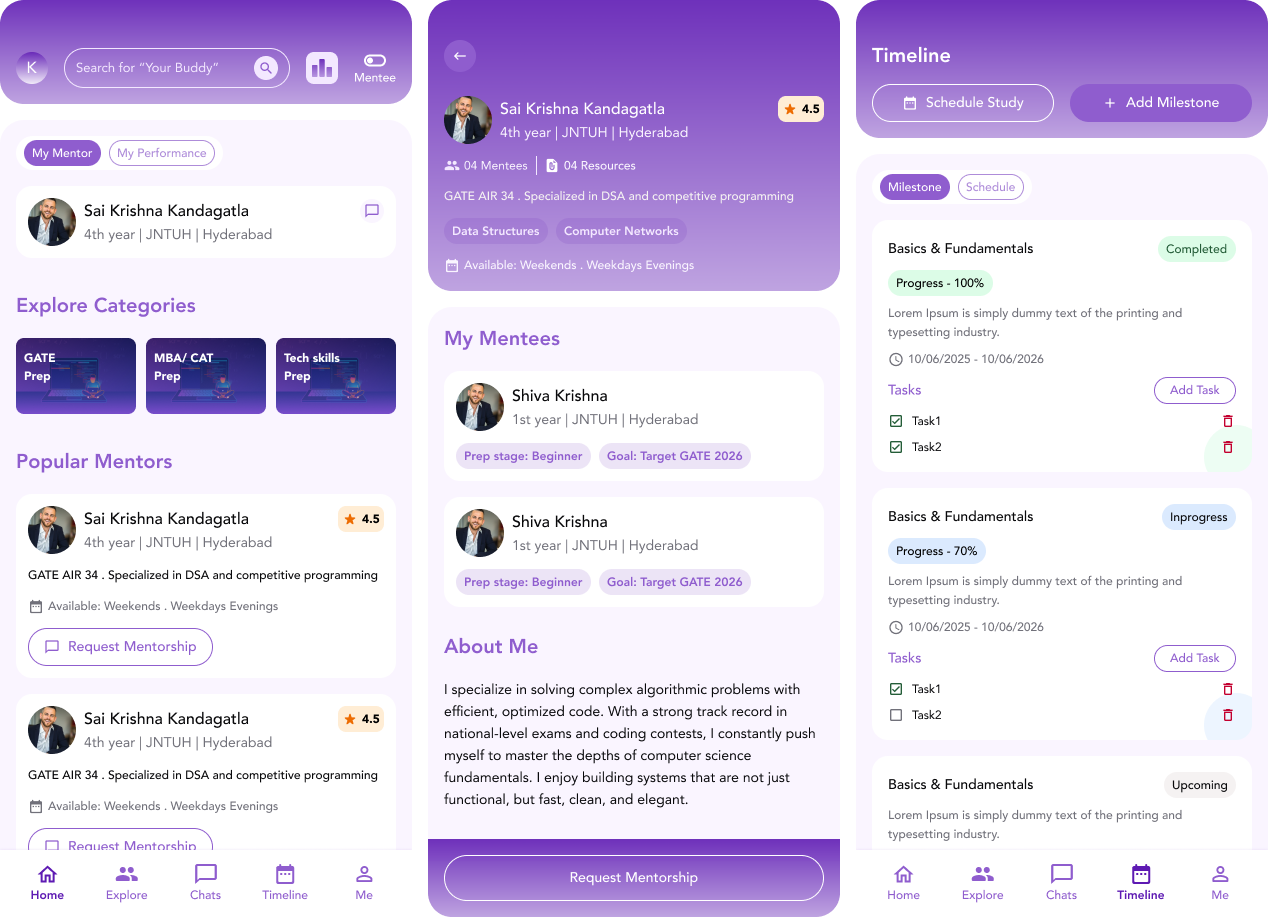 K
Search for “Your Buddy”
Mentee
My Mentor
My Performance
Sai Krishna Kandagatla
4th year | JNTUH | Hyderabad
Explore Categories
GATE
Prep
MBA/ CAT
Prep
Tech skills
Prep
Popular Mentors
Sai Krishna Kandagatla
4.5
4th year | JNTUH | Hyderabad
GATE AIR 34 . Specialized in DSA and competitive programming
Available: Weekends . Weekdays Evenings
Request Mentorship
Sai Krishna Kandagatla
4.5
4th year | JNTUH | Hyderabad
GATE AIR 34 . Specialized in DSA and competitive programming
Available: Weekends . Weekdays Evenings
Request Mentorship
Home
Explore
Chats
Timeline
Me
Sai Krishna Kandagatla
4.5
4th year | JNTUH | Hyderabad
04 Mentees
04 Resources
GATE AIR 34 . Specialized in DSA and competitive programming
Data Structures
Computer Networks
Available: Weekends . Weekdays Evenings
My Mentees
Shiva Krishna
1st year | JNTUH | Hyderabad
Prep stage: Beginner
Goal: Target GATE 2026
Shiva Krishna
1st year | JNTUH | Hyderabad
Prep stage: Beginner
Goal: Target GATE 2026
About Me
I specialize in solving complex algorithmic problems with
efficient, optimized code. With a strong track record in
national-level exams and coding contests, I constantly push
myself to master the depths of computer science
fundamentals. I enjoy building systems that are not just
functional, but fast, clean, and elegant.
Request Mentorship
Timeline
Schedule Study
Add Milestone
Milestone
Schedule
Basics & Fundamentals
Completed
Progress - 100%
Lorem Ipsum is simply dummy text of the printing and
typesetting industry.
10/06/2025 - 10/06/2026
Tasks
Add Task
Task1
Task2
Basics & Fundamentals
Inprogress
Progress - 70%
Lorem Ipsum is simply dummy text of the printing and
typesetting industry.
10/06/2025 - 10/06/2026
Tasks
Add Task
Task1
Task2
Basics & Fundamentals
Upcoming
Lorem Ipsum is simply dummy text of the printing and
typesetting industry.
Home
Explore
Chats
Timeline
Me